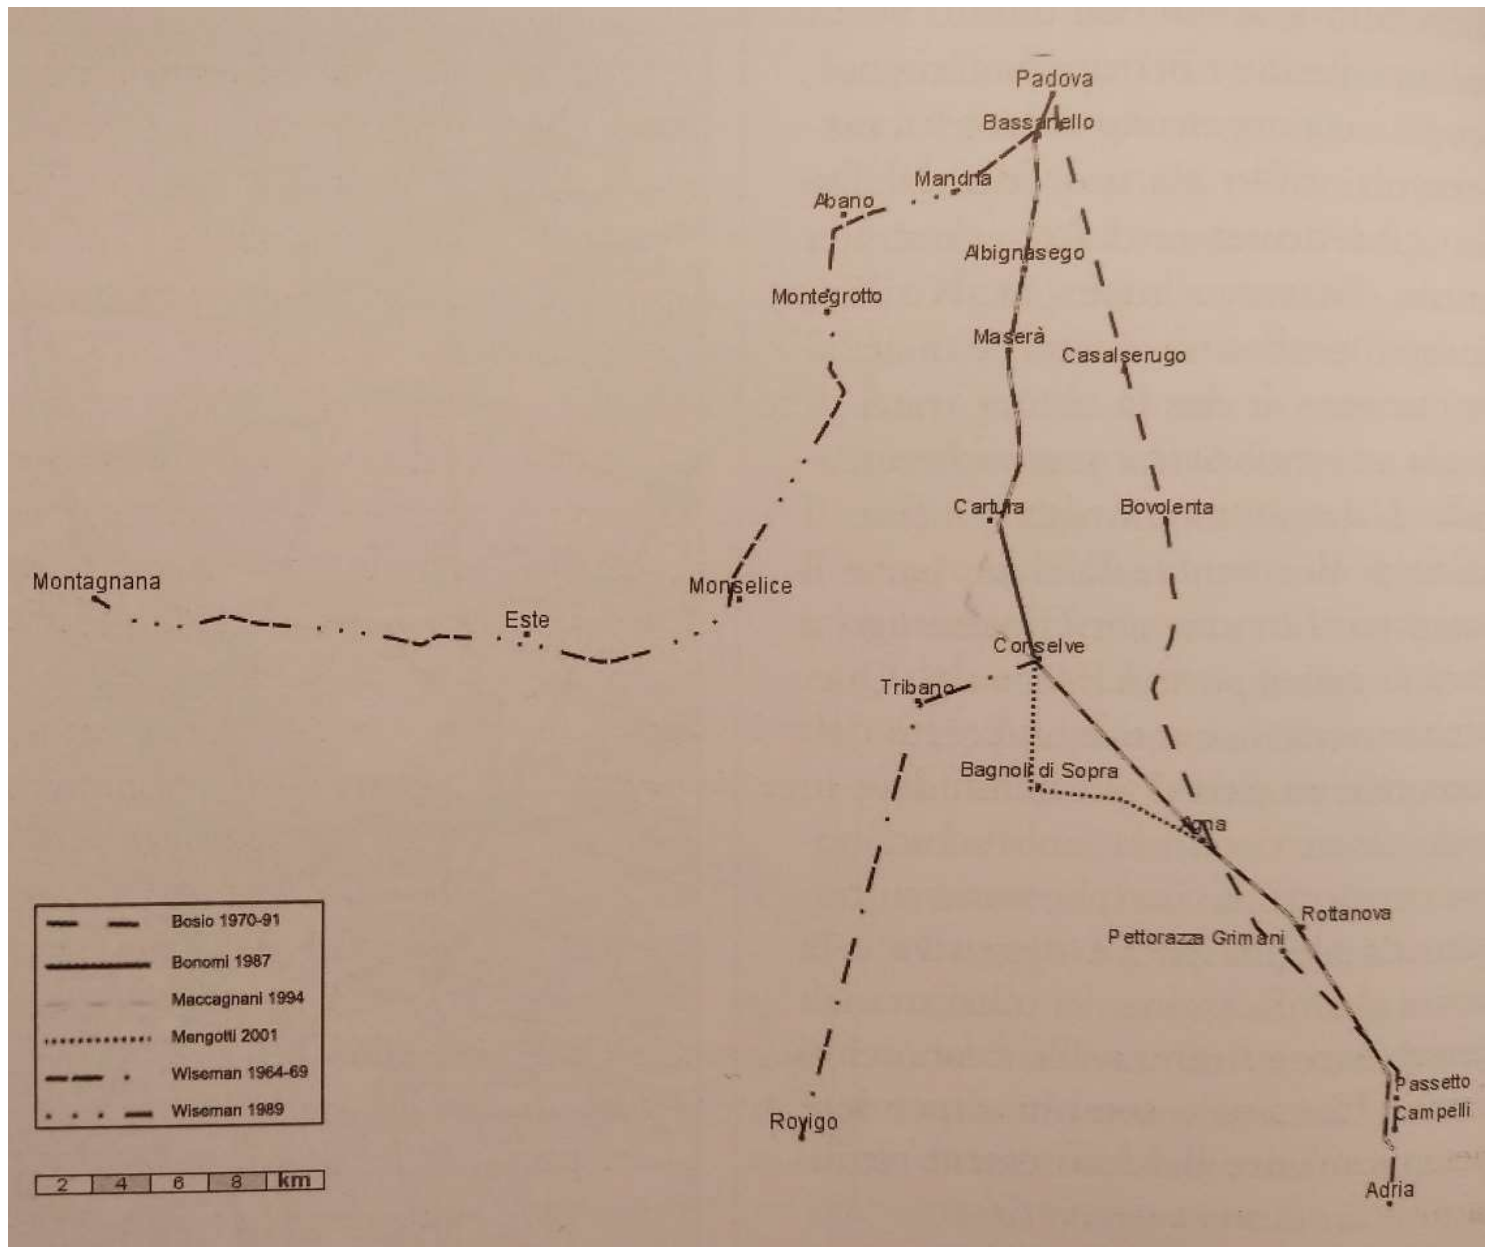 Padova
Bassanello
Mandria
Abano
Albignasego
Montegrotto
Maserà
Casalserugo
Cartura
Bovolenta
Montagnana
Monselice
Este
Conselve
Tribano
Bagnoli di Sopra
Agna
Rottanova
Pettorazza Grimani
Passetto
Campelli
Rovigo
Adria
Bosio 1970-91
Bonomi 1987
Maccagnani 1994
Mengotti 2001
Wiseman 1964-69
Wiseman 1989
2 4 6 8 km